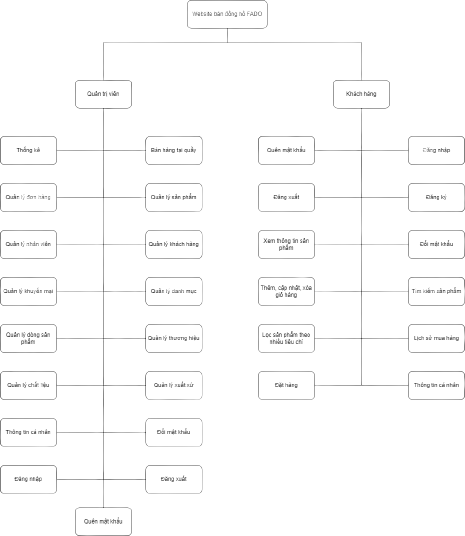 Website bán đồng hồ FADO
Quản trị viên
Khách hàng
Thống kê
Bán hàng tại quầy
Quên mật khẩu
Đăng nhập
Quản lý đơn hàng
Quản lý sản phẩm
Đăng xuất
Đăng ký
Quản lý nhân viên
Quản lý khách hàng
Xem thông tin sản
phẩm
Đổi mật khẩu
Quản lý khuyến mại
Quản lý danh mục
Thêm, cập nhật, xóa
giỏ hàng
Tìm kiếm sản phẩm
Quản lý dòng sản
phẩm
Quản lý thương hiệu
Lọc sản phẩm theo
nhiều tiêu chí
Lịch sử mua hàng
Quản lý chất liệu
Quản lý xuất xứ
Đặt hàng
Thông tin cá nhân
Thông tin cá nhân
Đổi mật khẩu
Đăng nhập
Đăng xuất
Quên mật khẩu